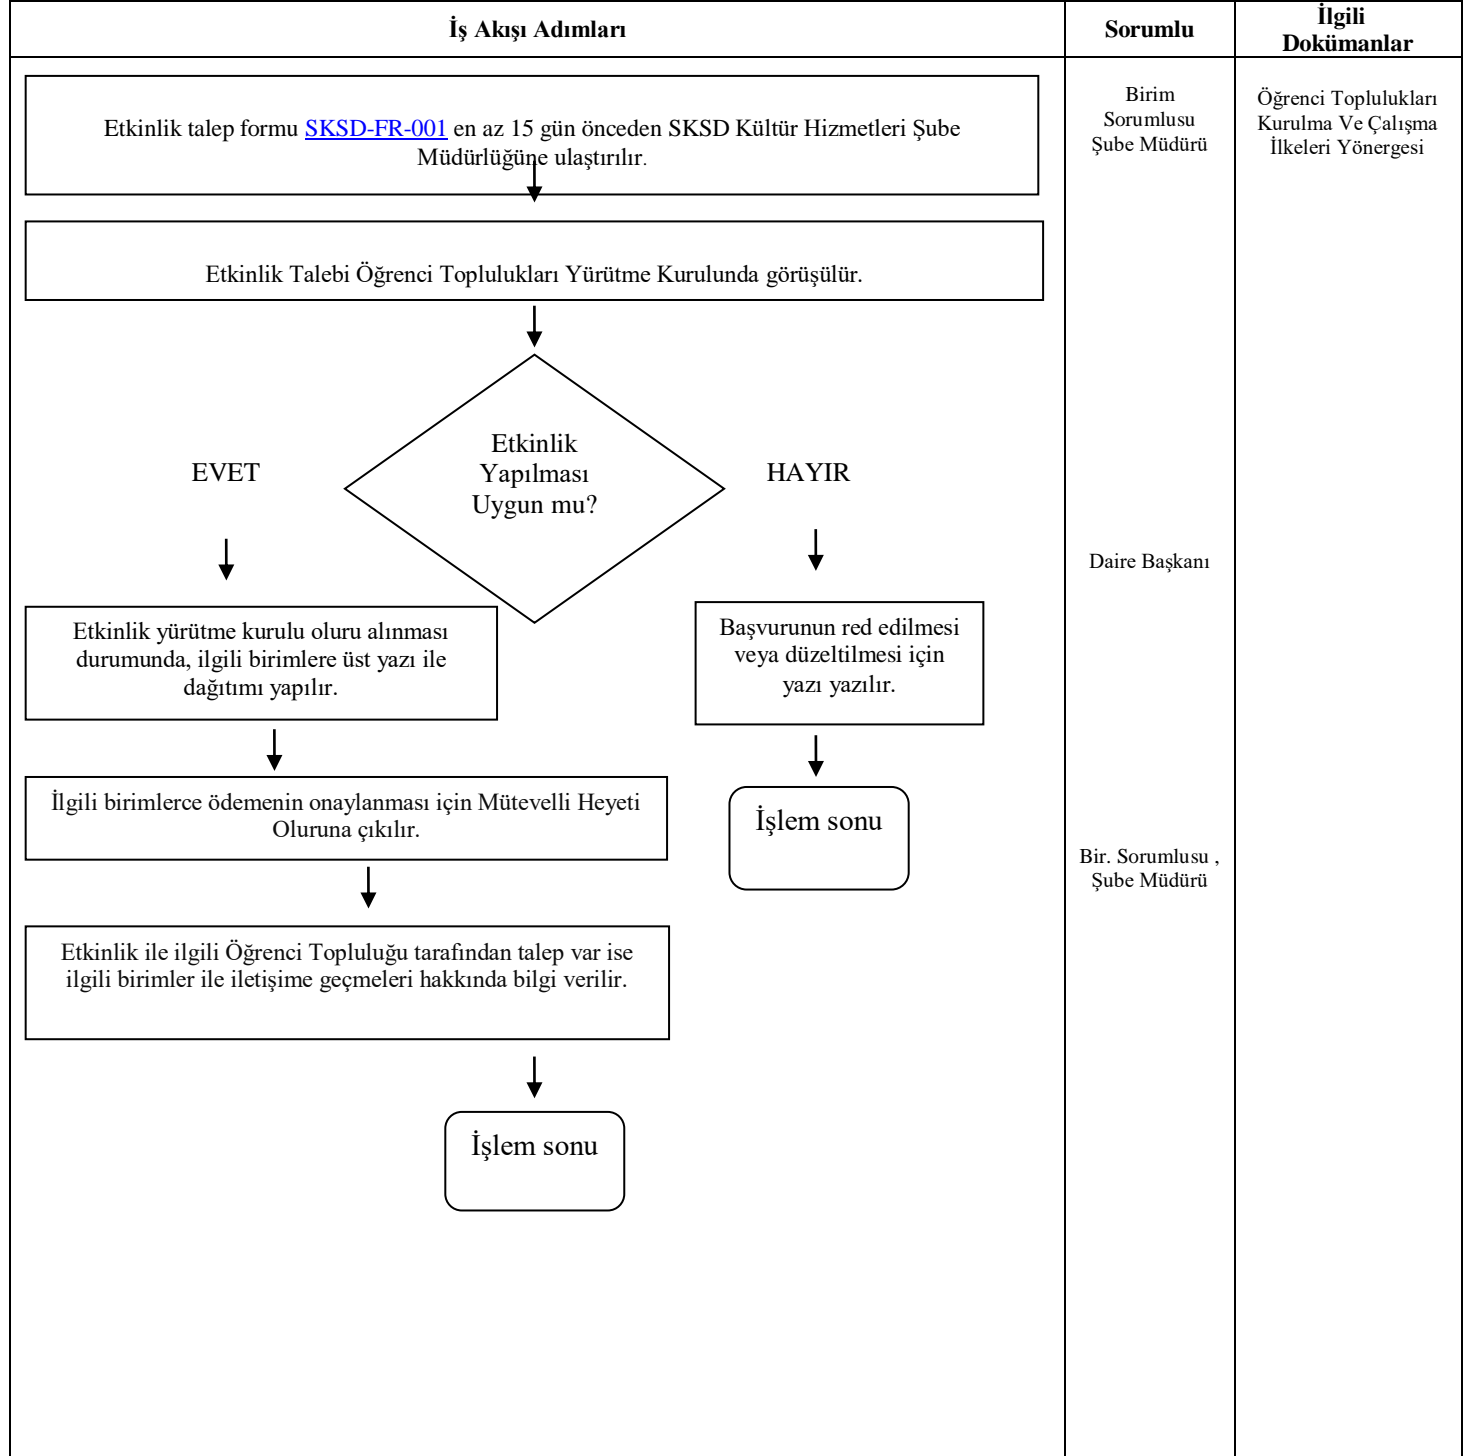 İş Akışı Adımları
Sorumlu
İlgili
Dokümanlar
Etkinlik talep formu SKSD-FR-001 en az 15 gün önceden SKSD Kültür Hizmetleri Şube
Müdürlüğüne ulaştırılır.
Birim
Sorumlusu
Şube Müdürü
Öğrenci Toplulukları
Kurulma Ve Çalışma
İlkeleri Yönergesi
Etkinlik Talebi Öğrenci Toplulukları Yürütme Kurulunda görüşülür.
Etkinlik
Yapılması
Uygun mu?
EVET
HAYIR
Daire Başkanı
Etkinlik yürütme kurulu oluru alınması
durumunda, ilgili birimlere üst yazı ile
dağıtımı yapılır.
Başvurunun red edilmesi
veya düzeltilmesi için
yazı yazılır.
İlgili birimlerce ödemenin onaylanması için Mütevelli Heyeti
Oluruna çıkılır.
İşlem sonu
Bir. Sorumlusu ,
Şube Müdürü
Etkinlik ile ilgili Öğrenci Topluluğu tarafından talep var ise
ilgili birimler ile iletişime geçmeleri hakkında bilgi verilir.
İşlem sonu